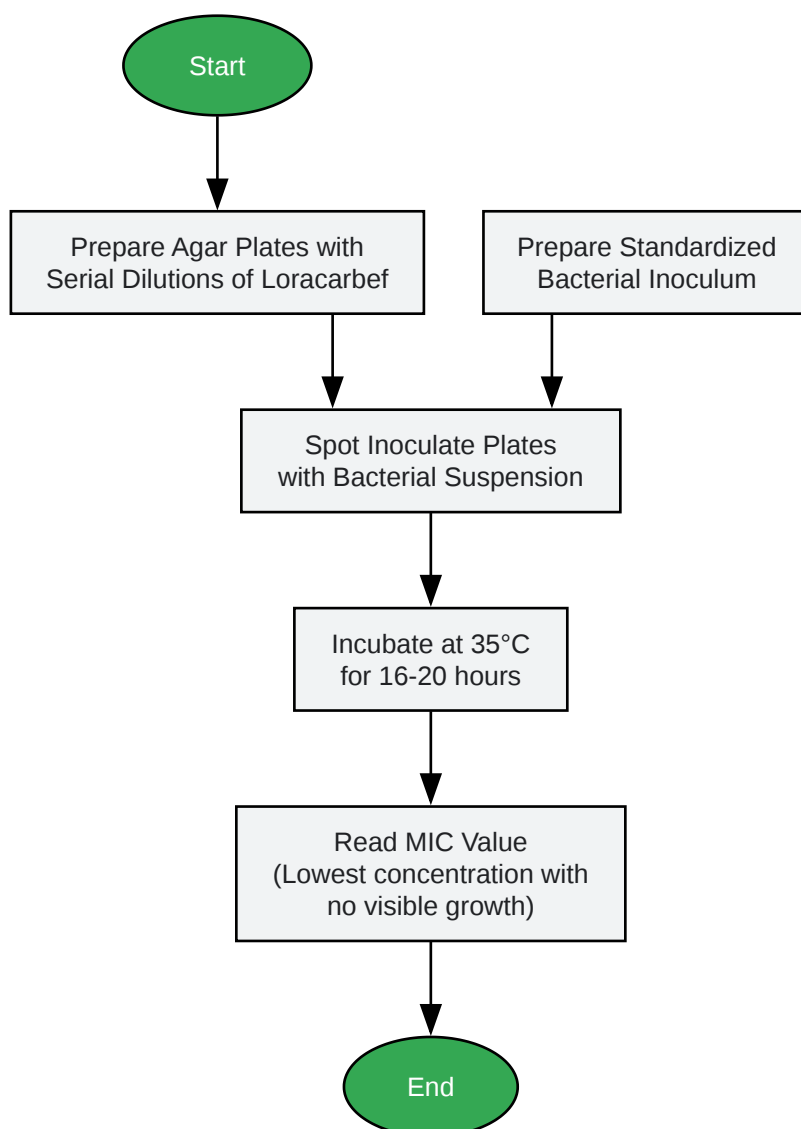 Start
Prepare Agar Plates with
Serial Dilutions of Loracarbef
Prepare Standardized
Bacterial Inoculum
Spot Inoculate Plates
with Bacterial Suspension
Incubate at 35°C
for 16-20 hours
Read MIC Value
(Lowest concentration with
no visible growth)
End